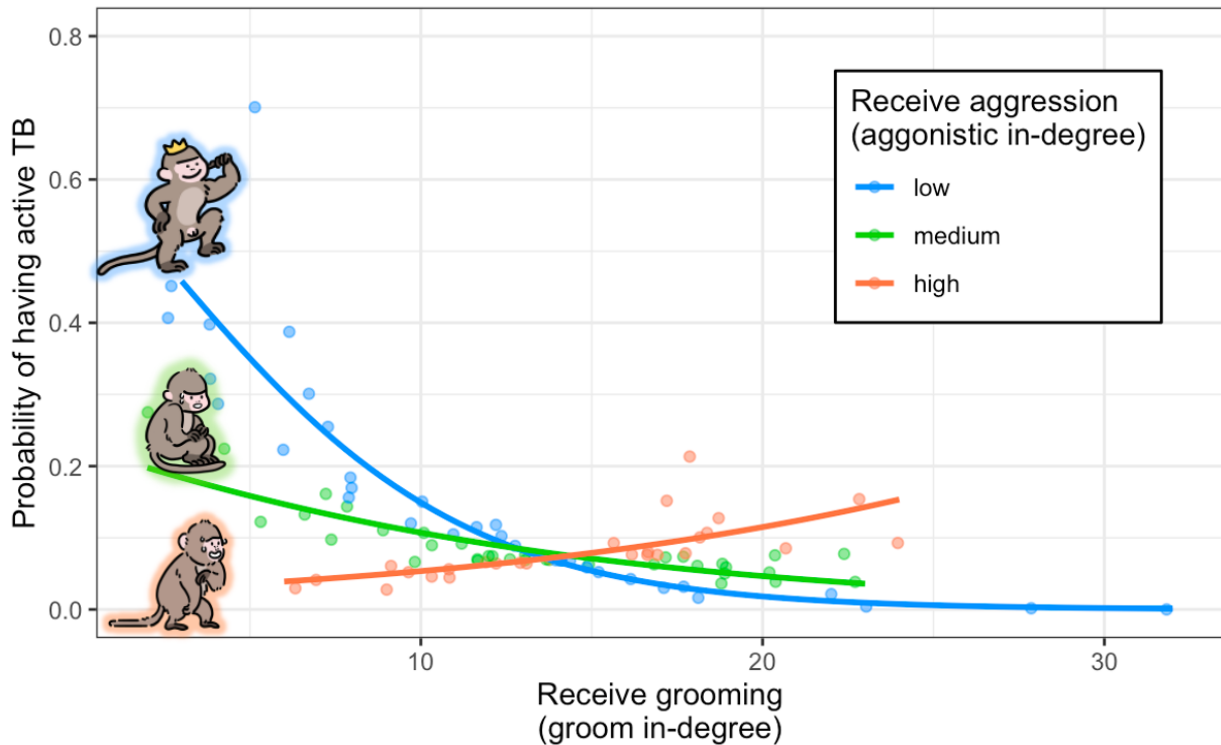 0.8
0.6
0.4
0.2
0.0
Probability of having active TB
Receive aggression
(aggonistic in-degree)
low
medium
high
10
20
30
Receive grooming
(groom in-degree)